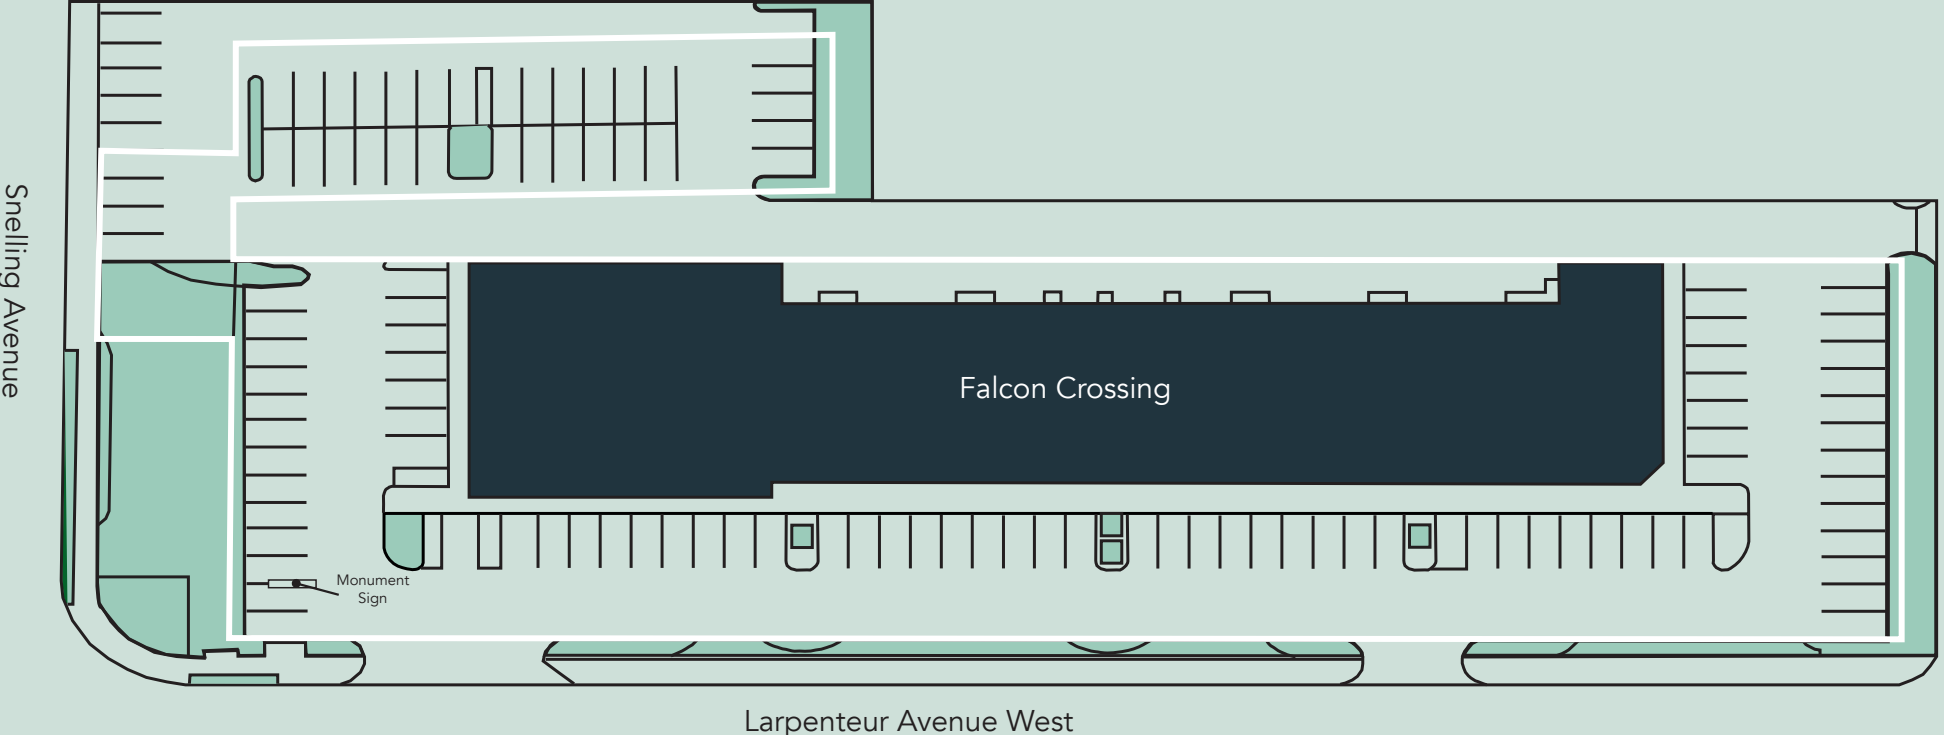 Snelling Avenue
Falcon Crossing
Monument
Sign
Larpenteur Avenue West